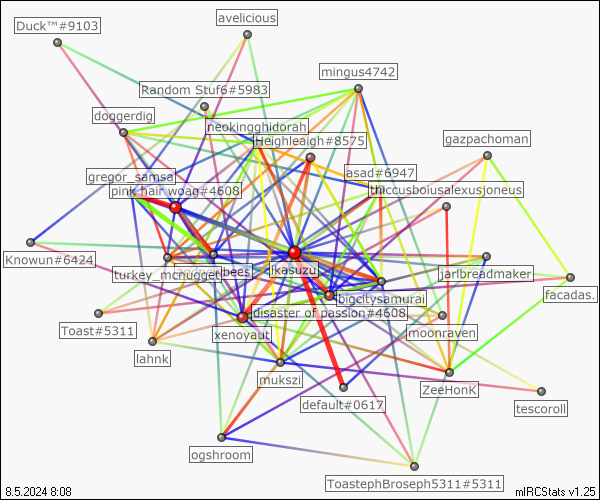 avelicious
Duck™#9103
mingus4742
Random Stuf6#5983
doggerdig
neokingghidorah
Heighleaigh#8575
gazpachoman
asad#6947
gregor_sansa
pink hair woag#4608
thiccusboiusalexusjoneus
Knowun#6424
turkey_mcnugget
bees
ikasuzu
jarlbreadmaker
bigcitysamurai
facadas.
disaster of passion#4608
Toast#5311
xenoyaut
moonraven
lahnk
mukszi
ZeeHonK
default#0617
tescoroll
ogshroom
ToastephBroseph5311#5311
8.5.2024 8:08
mIRCStats v1.25